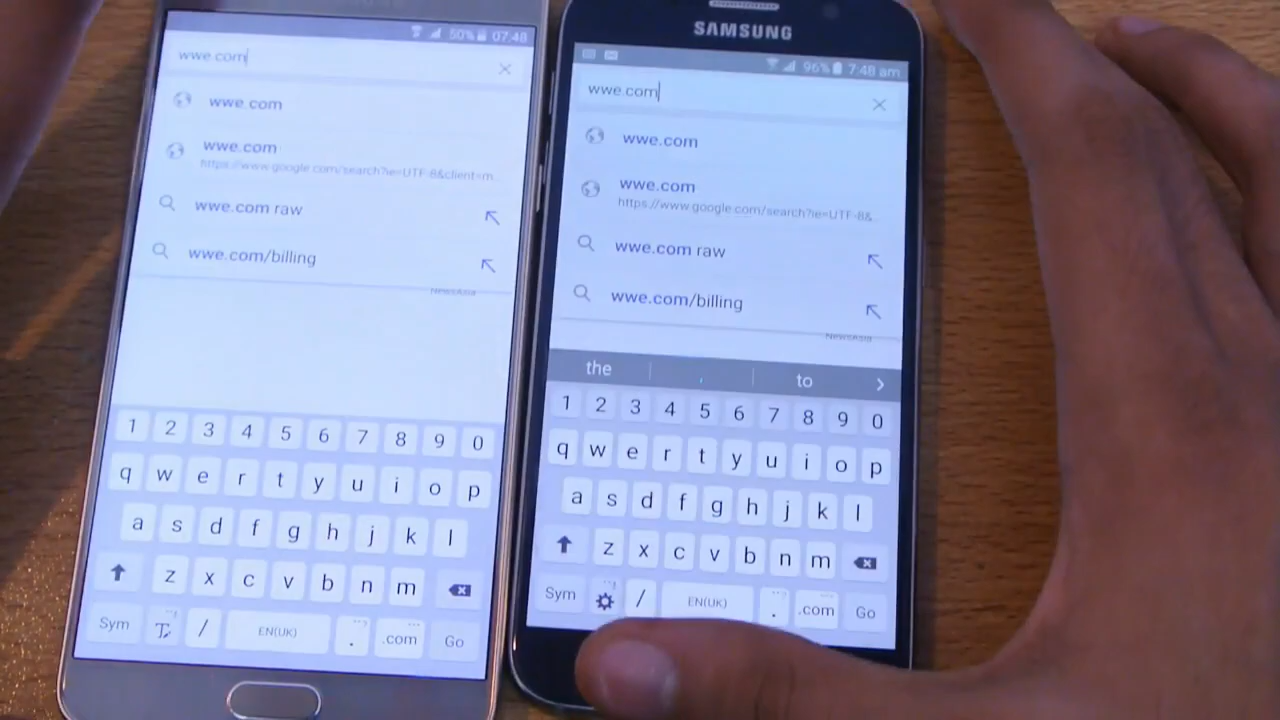 50% 07:48
wwe.com
wwe.com
wwe.com
https://www.google.com/search?ie=UTF-8&client=m...
wwe.com raw
wwe.com/billing
NewsAsia
1 2 3 4 5 6 7 8 9 0
q w e r t y u i o p
a s d f g h j k l
z x c v b n m
Sym / EN(UK) . .com Go
SAMSUNG
96% 7:48 am
wwe.com
wwe.com
wwe.com
https://www.google.com/search?ie=UTF-8&...
wwe.com raw
wwe.com/billing
NewsAsia
the , to >
1 2 3 4 5 6 7 8 9 0
q w e r t y u i o p
a s d f g h j k l
z x c v b n m
Sym / EN(UK) . .com Go